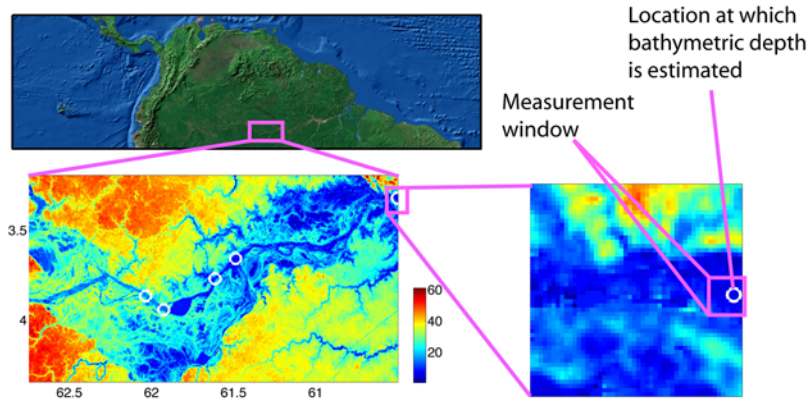 Location at which
bathymetric depth
is estimated
Measurement
window
3.5
4
60
40
20
62.5
62
61.5
61